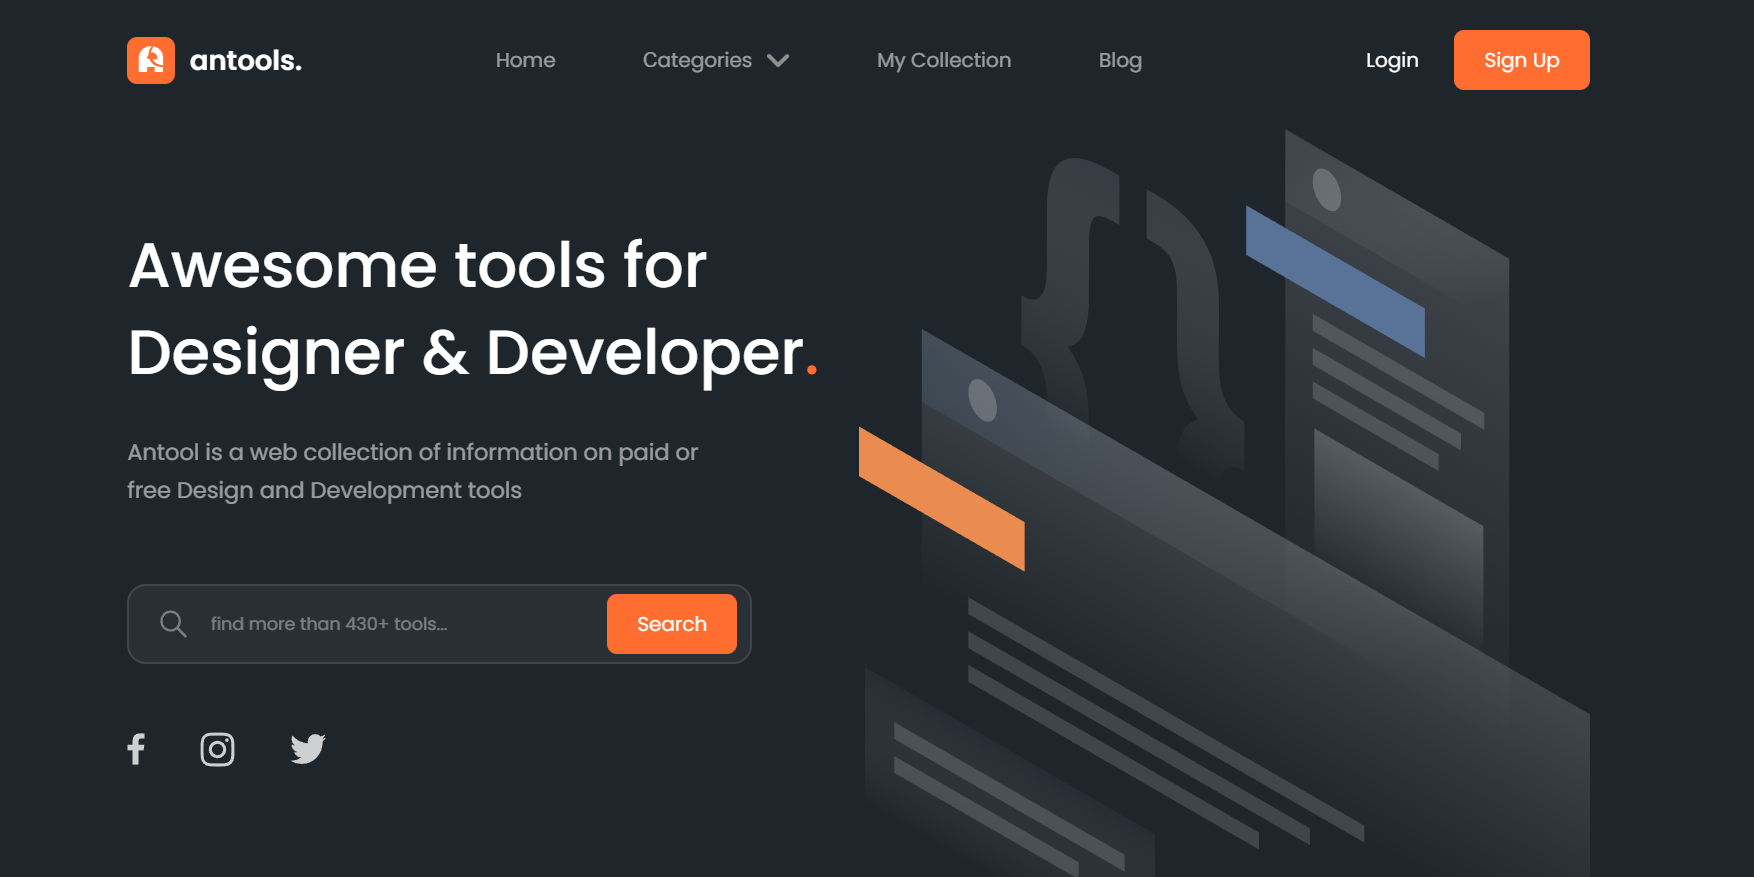 antools.
Home
Categories
My Collection
Blog
Login
Sign Up
Awesome tools for
Designer & Developer.
Antool is a web collection of information on paid or
free Design and Development tools
find more than 430+ tools...
Search